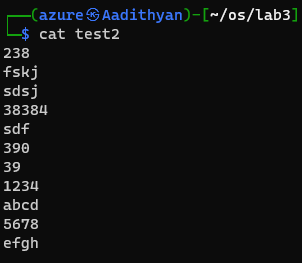 ┌──(azure㉿Aadithyan)-[~/os/lab3]
└─$ cat test2
238
fskj
sdsj
38384
sdf
390
39
1234
abcd
5678
efgh